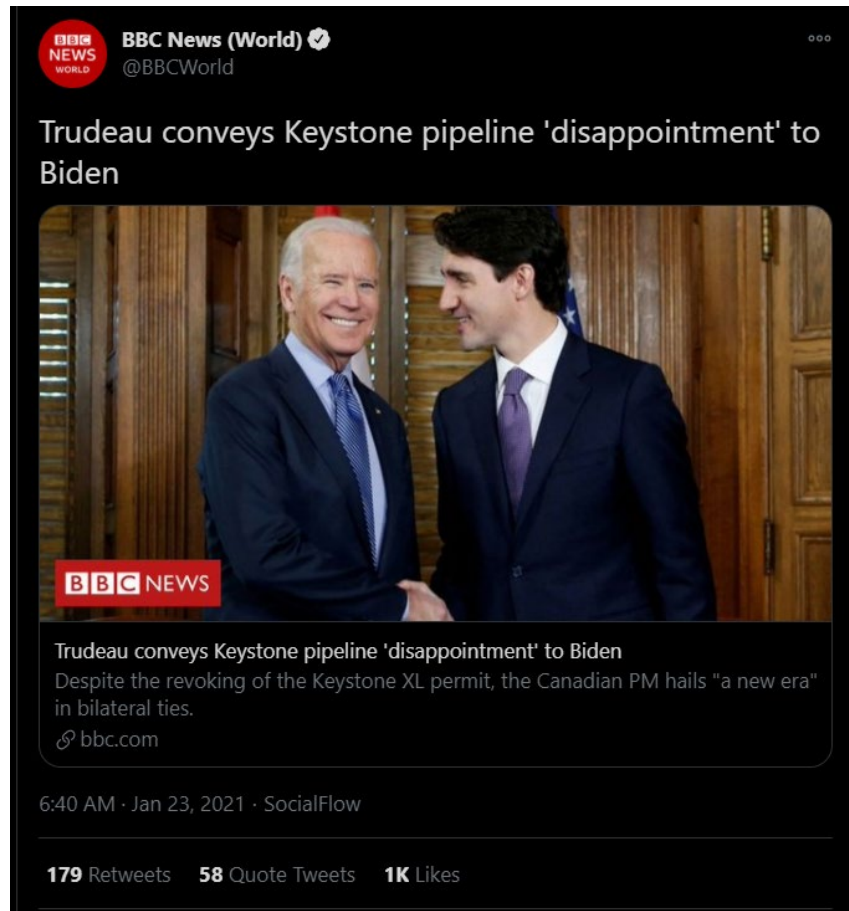 BBC
NEWS
WORLD
BBC News (World)
@BBCWorld
Trudeau conveys Keystone pipeline 'disappointment' to
Biden
BBC NEWS
Trudeau conveys Keystone pipeline 'disappointment' to Biden
Despite the revoking of the Keystone XL permit, the Canadian PM hails "a new era"
in bilateral ties.
bbc.com
6:40 AM · Jan 23, 2021 · SocialFlow
179 Retweets 58 Quote Tweets 1K Likes